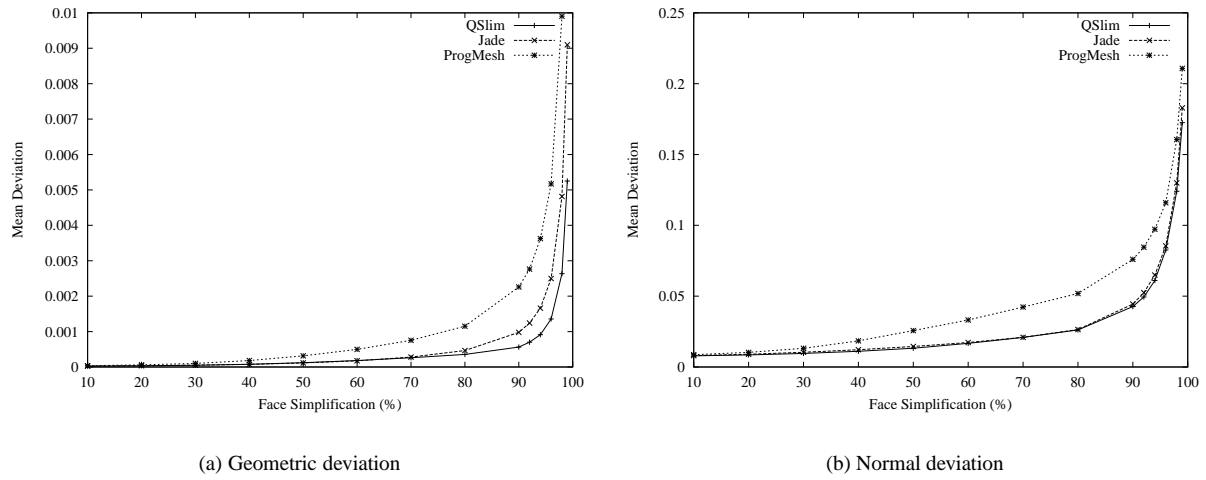 0.01
0.009
0.008
0.007
0.006
0.005
0.004
0.003
0.002
0.001
0
Mean Deviation
QSlim
Jade
ProgMesh
10 20 30 40 50 60 70 80 90 100
Face Simplification (%)
(a) Geometric deviation
0.25
0.2
0.15
0.1
0.05
0
Mean Deviation
QSlim
Jade
ProgMesh
10 20 30 40 50 60 70 80 90 100
Face Simplification (%)
(b) Normal deviation